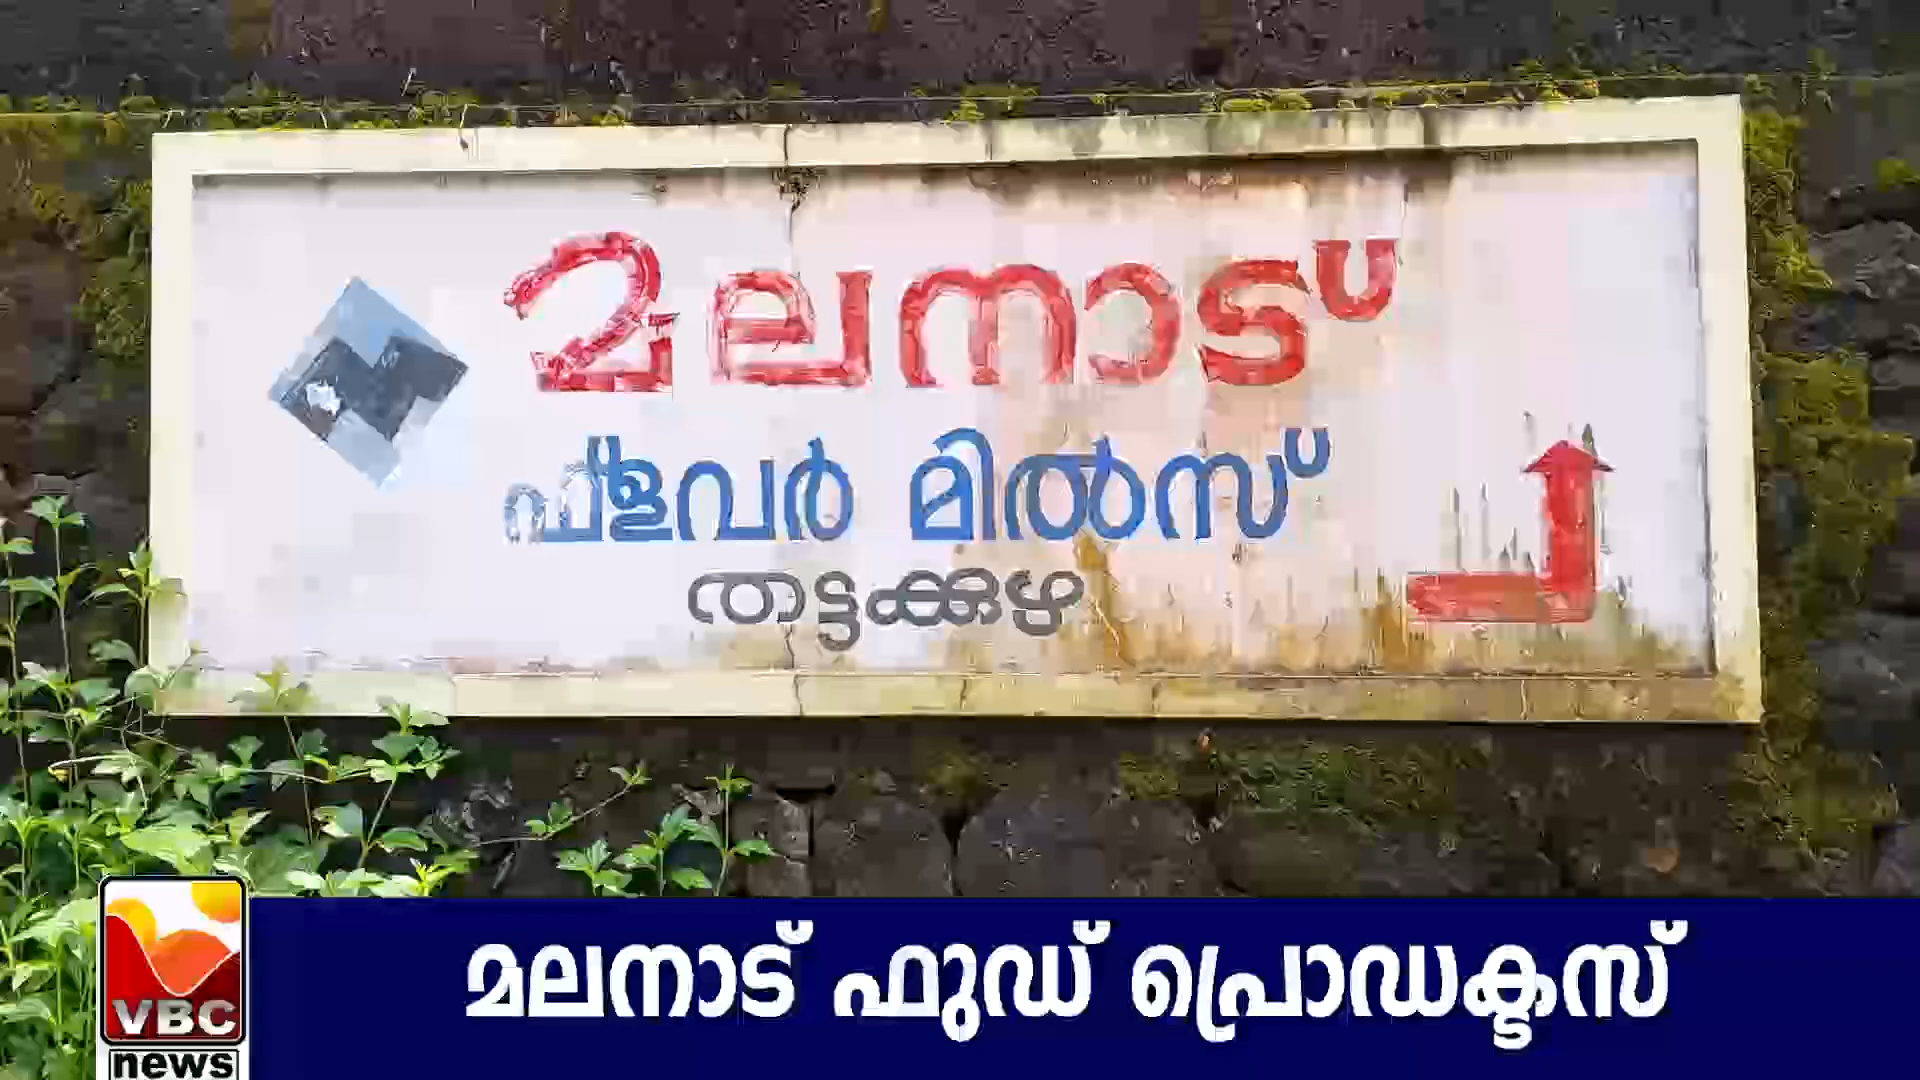 മലനാട്
ഫ്ളവർ മിൽസ്
തട്ടക്കുഴ
മലനാട് ഫുഡ് പ്രൊഡക്ടസ്
VBC
news